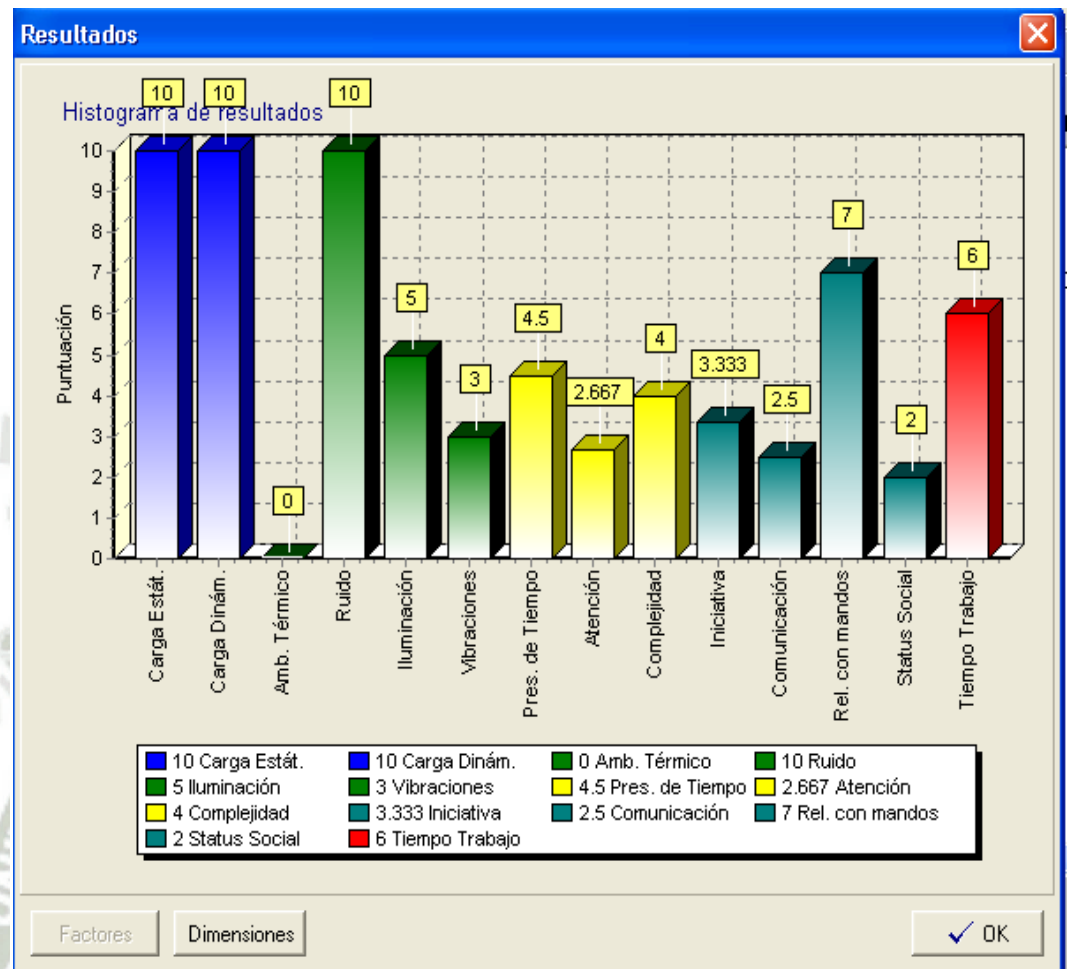 Resultados
Histograma de resultados
10 10 10
5
3
4.5
2.667
4
3.333
2.5
7
2
6
0
Puntuación
10
9
8
7
6
5
4
3
2
1
0
Carga Estát.
Carga Dinám.
Amb. Térmico
Ruido
Iluminación
Vibraciones
Pres. de Tiempo
Atención
Complejidad
Iniciativa
Comunicación
Rel. con mandos
Status Social
Tiempo Trabajo
10 Carga Estát. 10 Carga Dinám. 0 Amb. Térmico 10 Ruido
5 Iluminación 3 Vibraciones 4.5 Pres. de Tiempo 2.667 Atención
4 Complejidad 3.333 Iniciativa 2.5 Comunicación 7 Rel. con mandos
2 Status Social 6 Tiempo Trabajo
Factores Dimensiones OK